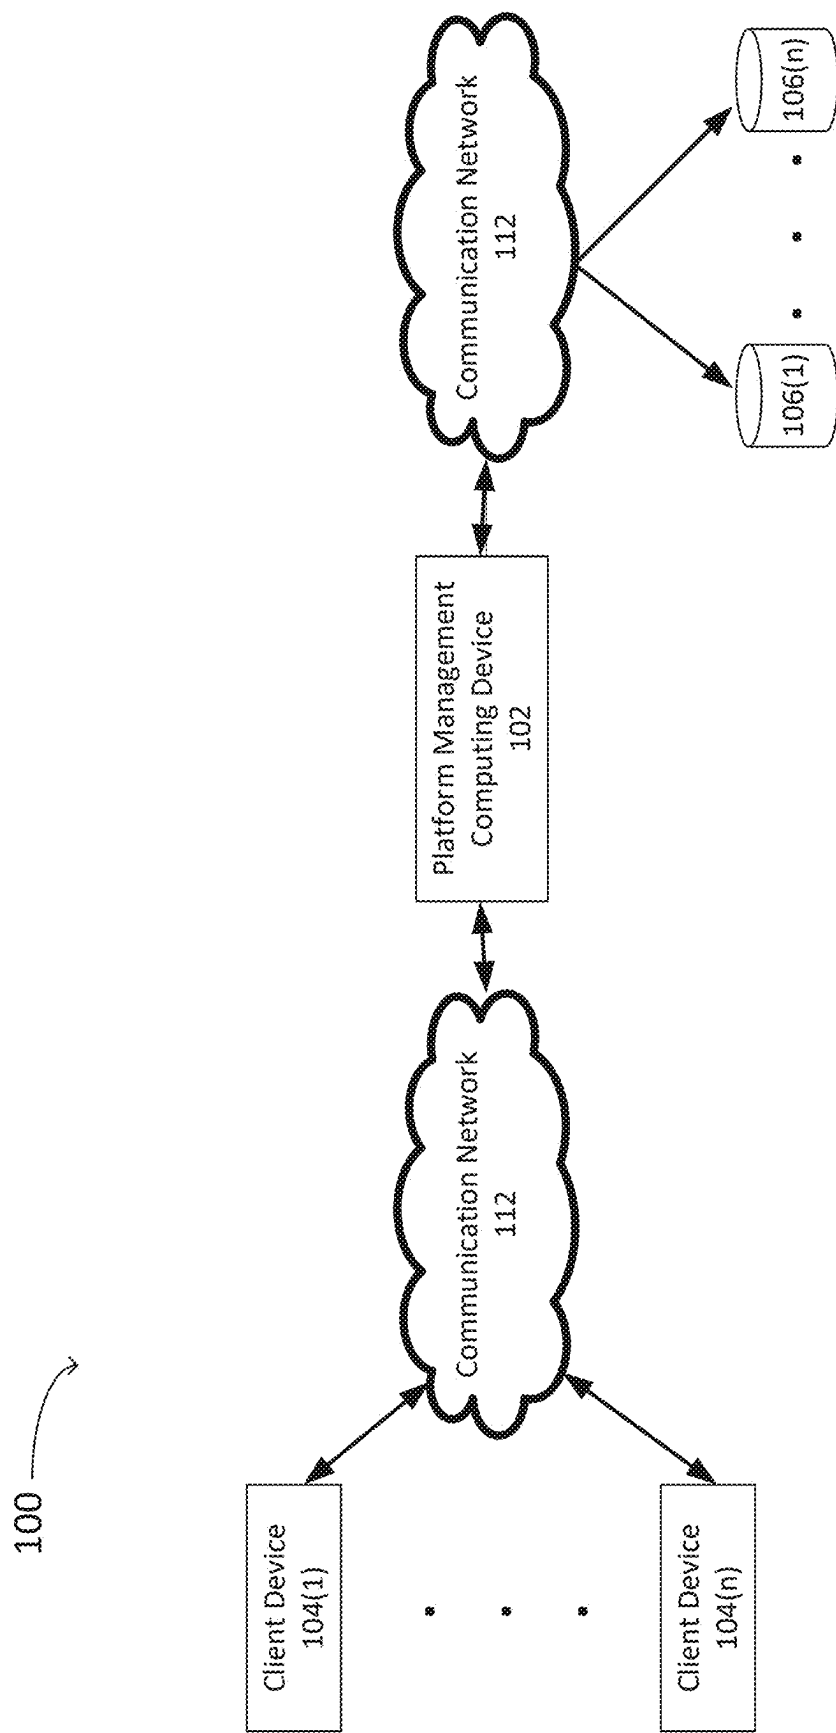 100
Client Device
104(1)
Client Device
104(n)
Communication Network
112
Platform Management
Computing Device
102
Communication Network
112
106(1)
106(n)